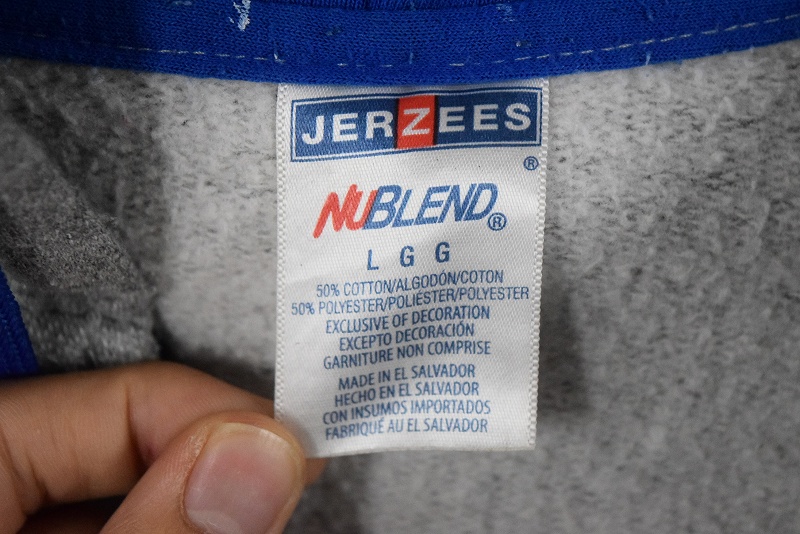 JERZEES
®
NUBLEND®
L G G
50% COTTON/ALGODÓN/COTON
50% POLYESTER/POLIÉSTER/POLYESTER
EXCLUSIVE OF DECORATION
EXCEPTO DECORACIÓN
GARNITURE NON COMPRISE
MADE IN EL SALVADOR
HECHO EN EL SALVADOR
CON INSUMOS IMPORTADOS
FABRIQUÉ AU EL SALVADOR